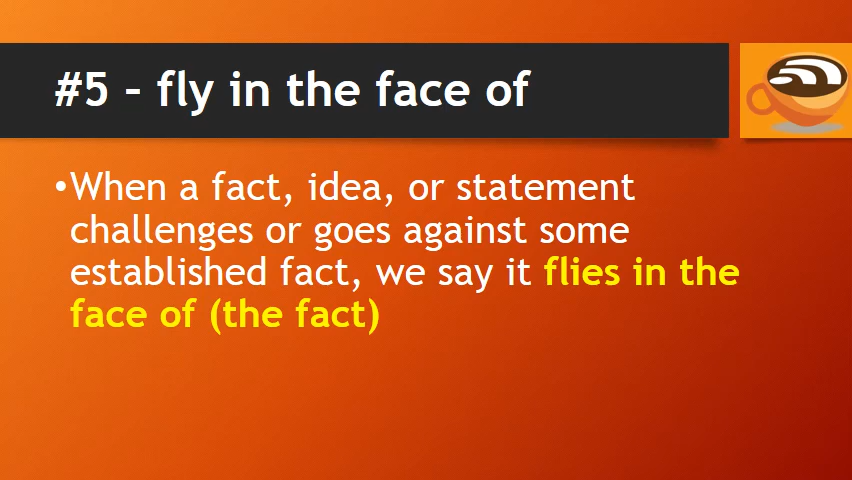 #5 – fly in the face of
•When a fact, idea, or statement
challenges or goes against some
established fact, we say it flies in the
face of (the fact)